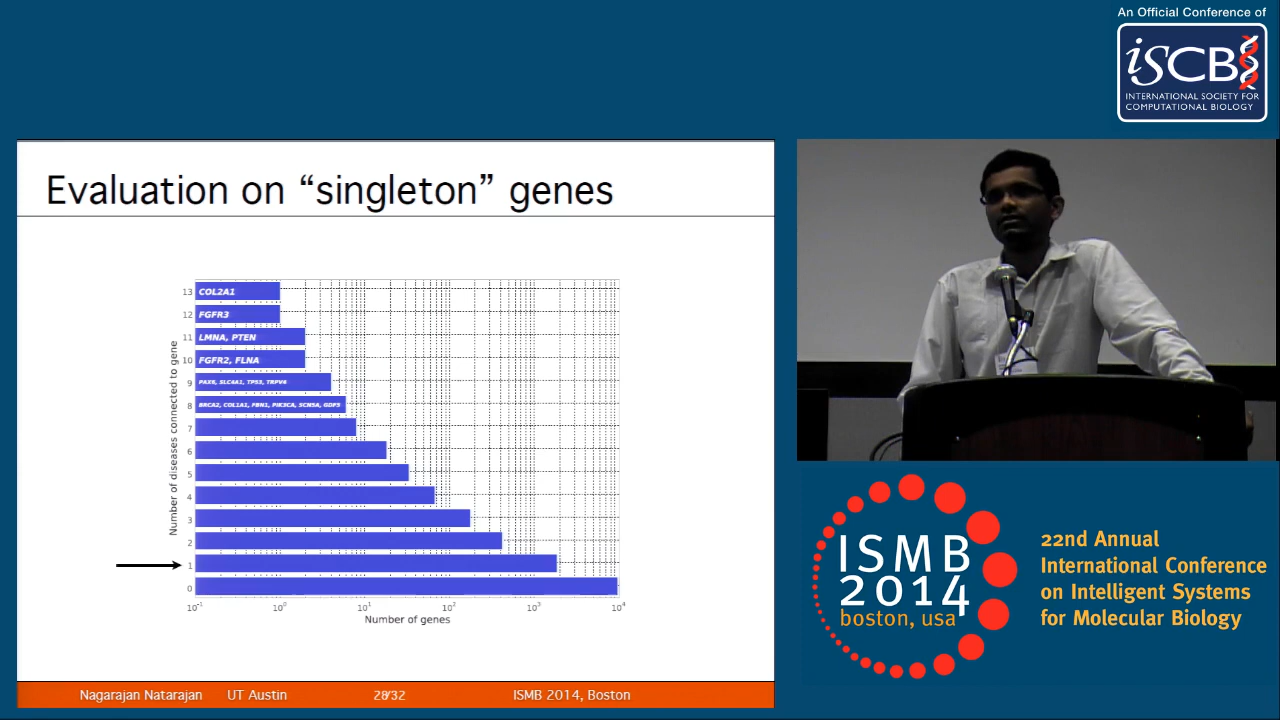 An Official Conference of
iSCB
INTERNATIONAL SOCIETY FOR
COMPUTATIONAL BIOLOGY
Evaluation on “singleton” genes
Number of diseases connected to gene
13 COL2A1
12 FGFR3
11 LMNA, PTEN
10 FGFR2, FLNA
9 PAX6, SLC4A1, TP53, TRPV4
8 BRCA2, COL1A1, FBN1, PIK3CA, SCN5A, GDF5
7
6
5
4
3
2
1
0
10⁻¹ 10⁰ 10¹ 10² 10³ 10⁴
Number of genes
Nagarajan Natarajan UT Austin 28/32 ISMB 2014, Boston
ISMB
2014
boston, usa
22nd Annual
International Conference
on Intelligent Systems
for Molecular Biology